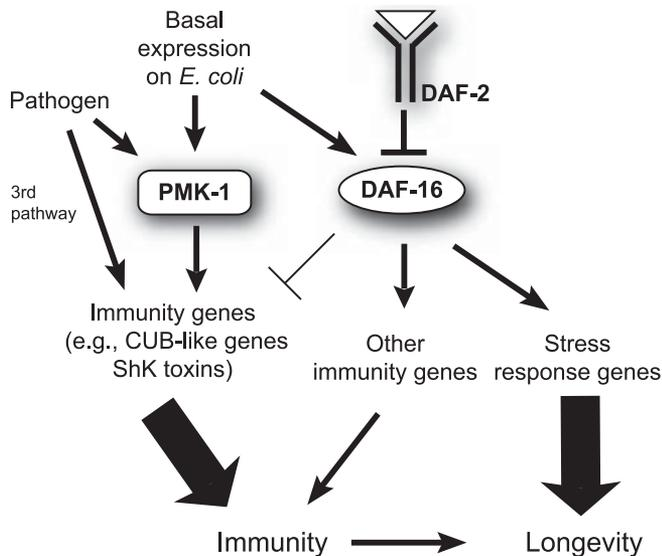 Basal
expression
on E. coli
DAF-2
Pathogen
PMK-1
DAF-16
3rd
pathway
Immunity genes
(e.g., CUB-like genes
ShK toxins)
Other
immunity genes
Stress
response genes
Immunity
Longevity